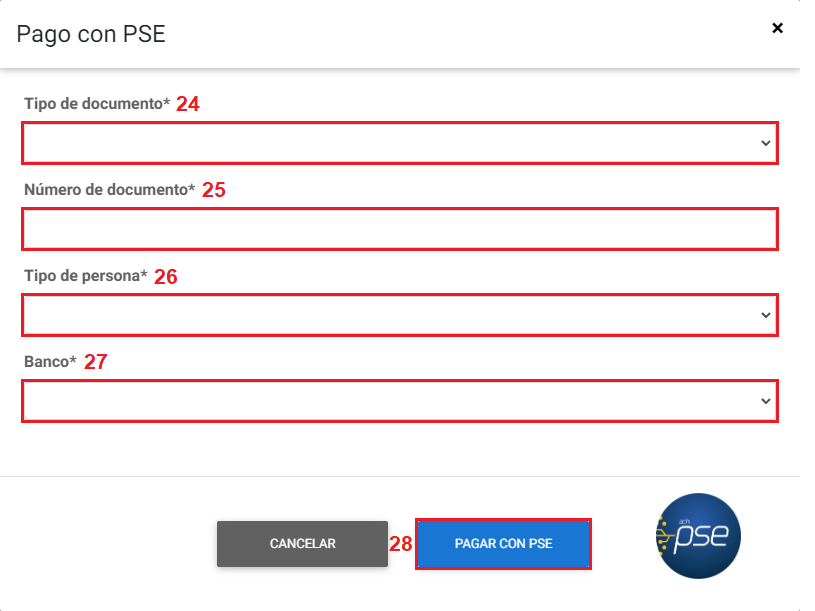 Pago con PSE ×
Tipo de documento* 24
Número de documento* 25
Tipo de persona* 26
Banco* 27
CANCELAR 28 PAGAR CON PSE
ach
pse